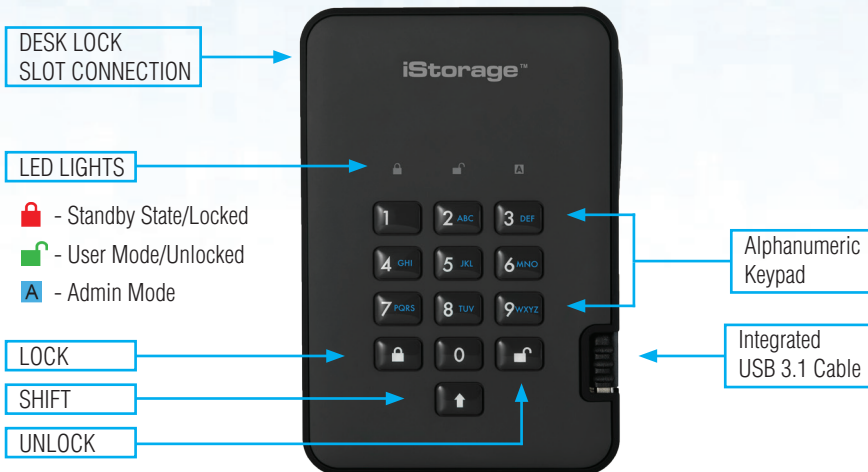 DESK LOCK
SLOT CONNECTION
iStorage™
LED LIGHTS
A
- Standby State/Locked
- User Mode/Unlocked
A - Admin Mode
1
2 ABC
3 DEF
4 GHI
5 JKL
6 MNO
7 PQRS
8 TUV
9 WXYZ
0
Alphanumeric
Keypad
Integrated
USB 3.1 Cable
LOCK
SHIFT
UNLOCK